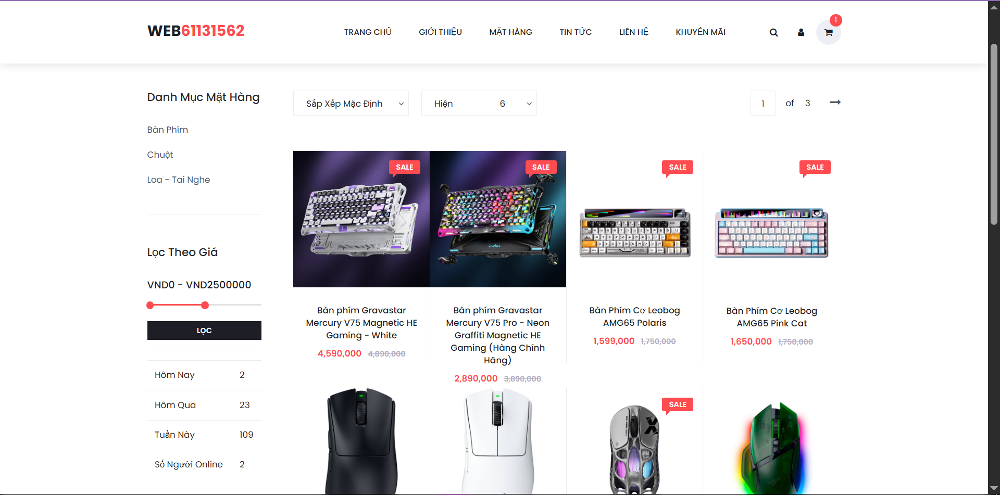 WEB61131562
TRANG CHỦ
GIỚI THIỆU
MẶT HÀNG
TIN TỨC
LIÊN HỆ
KHUYẾN MÃI
1
Danh Mục Mặt Hàng
Bàn Phím
Chuột
Loa - Tai Nghe
Lọc Theo Giá
VND0 - VND2500000
LỌC
Hôm Nay 2
Hôm Qua 23
Tuần Này 109
Số Người Online 2
Sắp Xếp Mặc Định
Hiện 6
1 of 3
SALE
Bàn phím Gravastar
Mercury V75 Magnetic HE
Gaming - White
4,590,000 4,890,000
SALE
Bàn phím Gravastar
Mercury V75 Pro - Neon
Graffiti Magnetic HE
Gaming (Hàng Chính
Hãng)
2,890,000 3,890,000
SALE
Bàn Phím Cơ Leobog
AMG65 Polaris
1,599,000 1,750,000
SALE
Bàn Phím Cơ Leobog
AMG65 Pink Cat
1,650,000 1,750,000
SALE